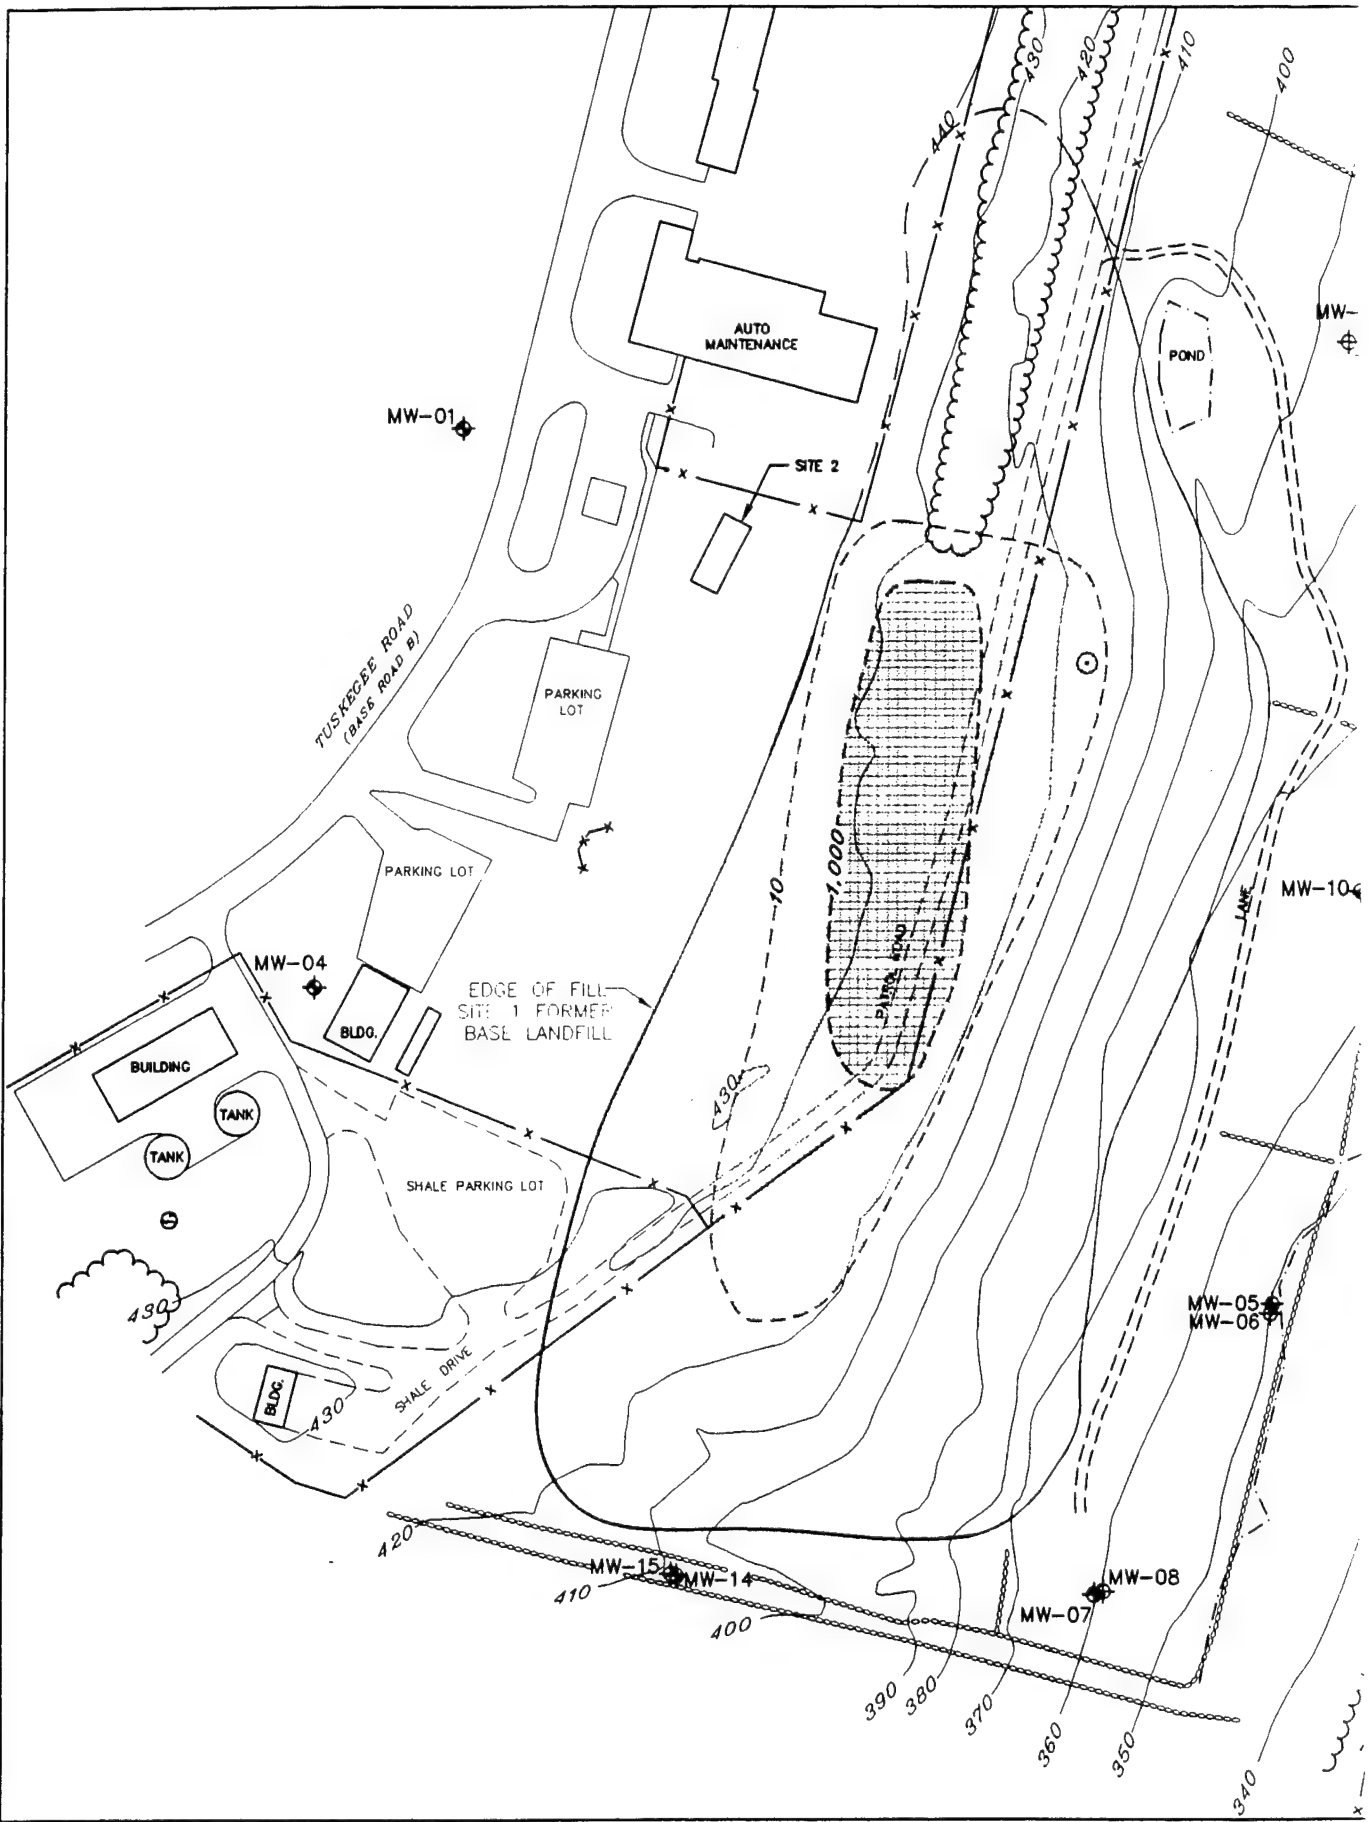 430
420
410
400
440
MW-
AUTO
MAINTENANCE
POND
MW-01
SITE 2
TUSKEGEE ROAD
(BASE ROAD B)
PARKING
LOT
1,000
10
PARKING LOT
LANE
MW-10
PATROL ROAD
MW-04
EDGE OF FILL
SITE 1 FORMER
BASE LANDFILL
BLDG.
BUILDING
430
TANK
TANK
SHALE PARKING LOT
430
MW-05
MW-06
1
SHALE DRIVE
BLDG.
430
420
MW-15
MW-14
410
MW-08
MW-07
400
390
380
370
360
350
340